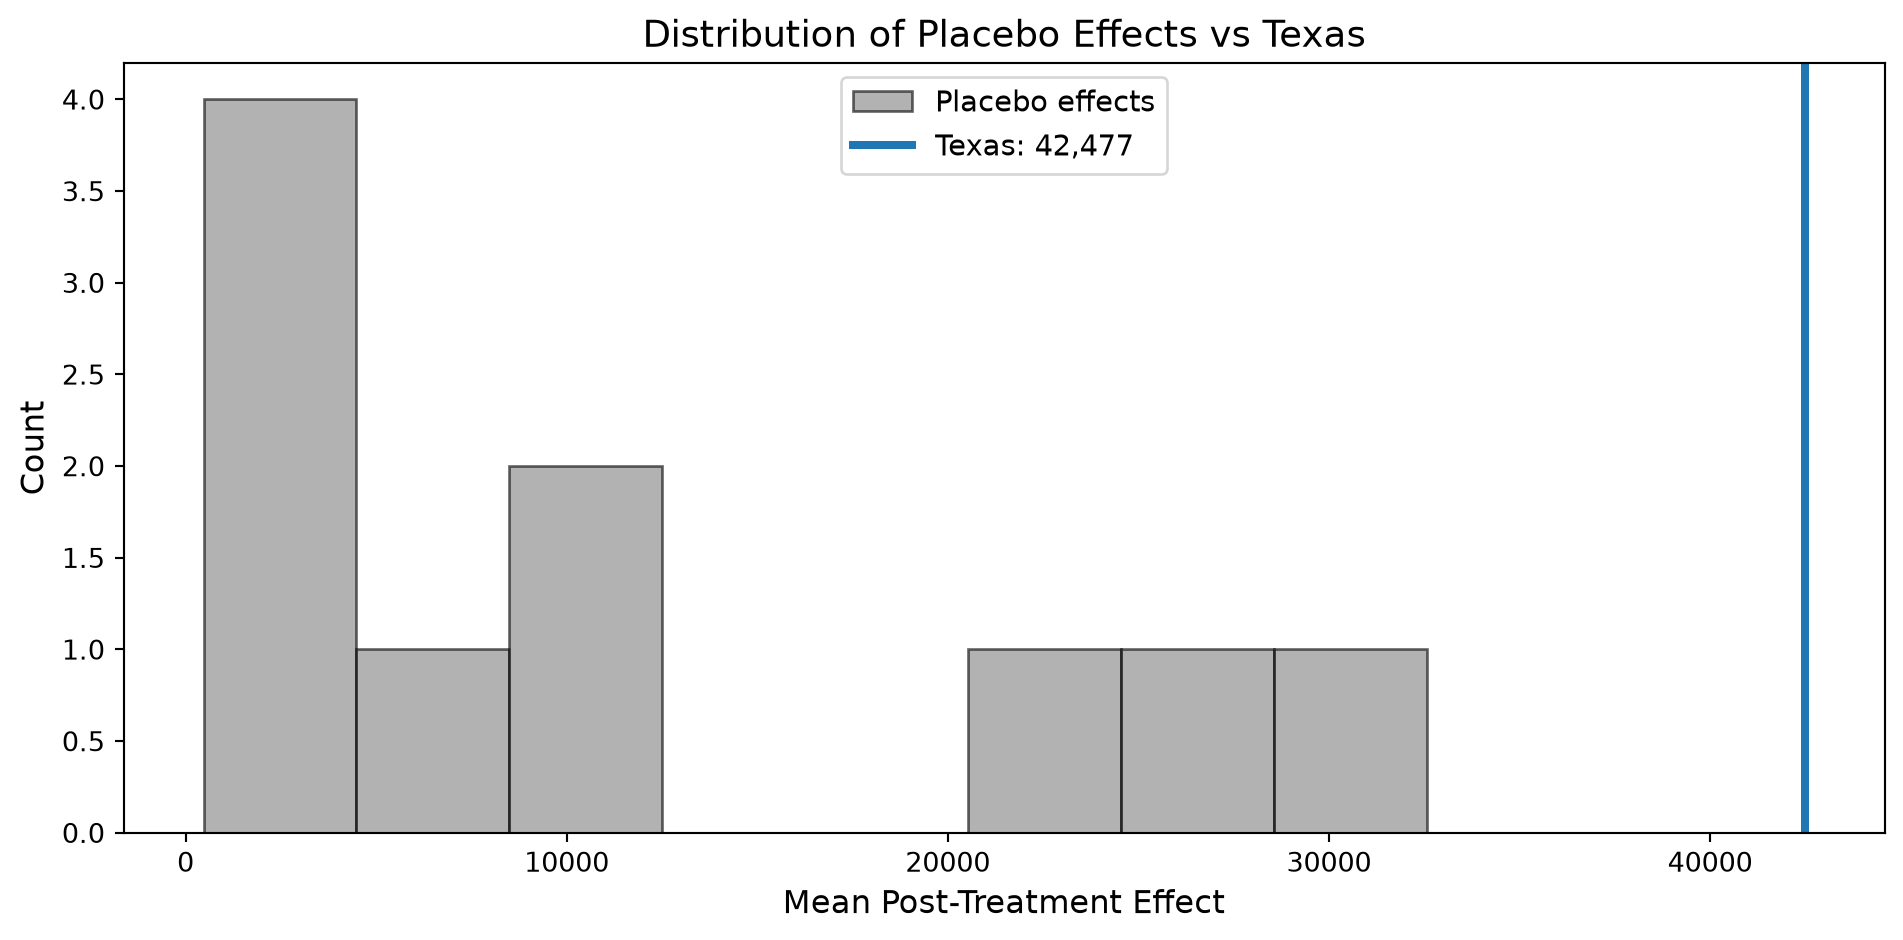 Distribution of Placebo Effects vs Texas
Placebo effects
Texas: 42,477
4.0
3.5
3.0
2.5
2.0
1.5
1.0
0.5
0.0
Count
0 10000 20000 30000 40000
Mean Post-Treatment Effect